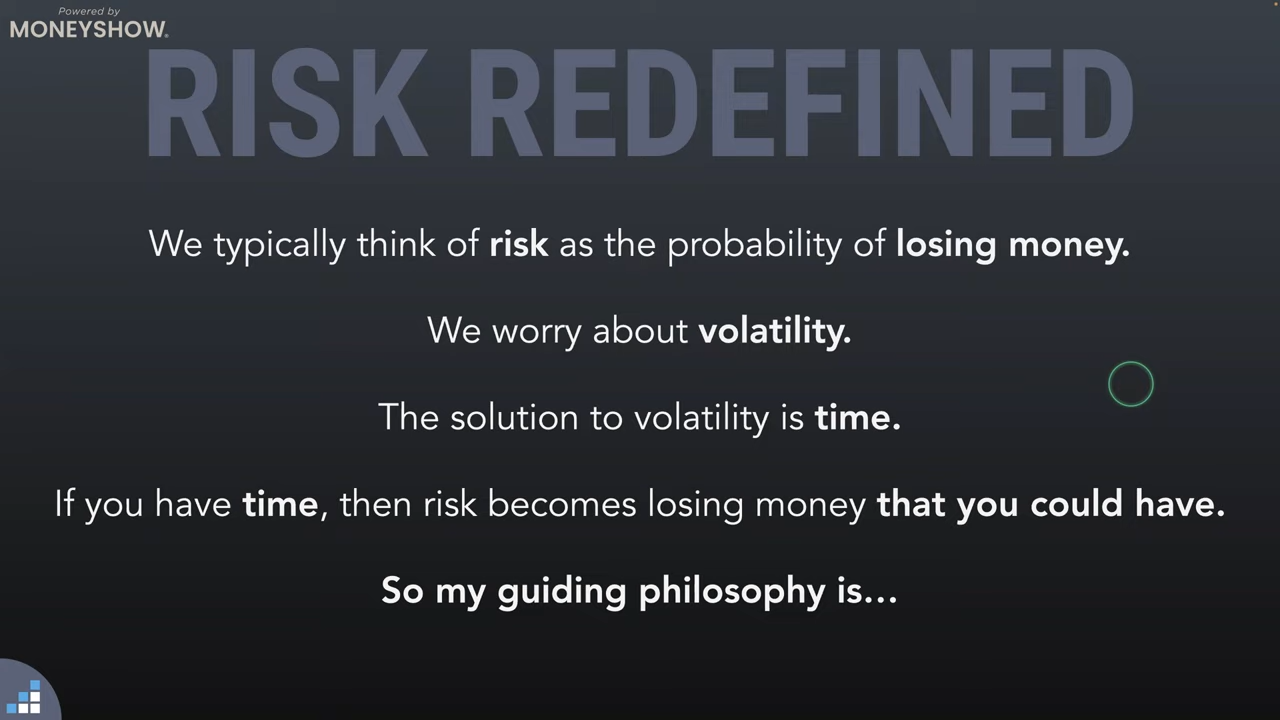 Powered by
MONEYSHOW.
RISK REDEFINED
We typically think of risk as the probability of losing money.
We worry about volatility.
The solution to volatility is time.
If you have time, then risk becomes losing money that you could have.
So my guiding philosophy is...